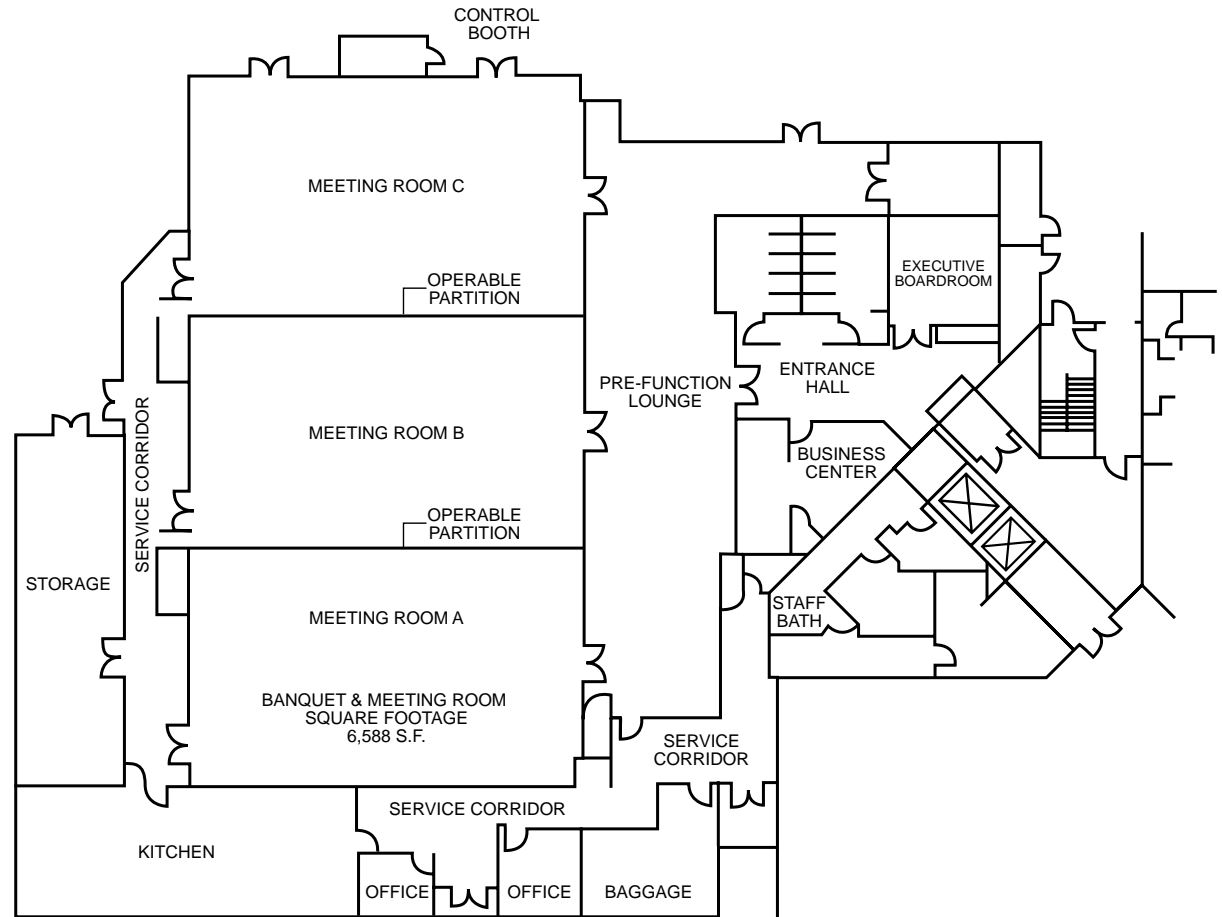 CONTROL
BOOTH
MEETING ROOM C
OPERABLE
PARTITION
EXECUTIVE
BOARDROOM
ENTRANCE
HALL
PRE-FUNCTION
LOUNGE
MEETING ROOM B
BUSINESS
CENTER
SERVICE CORRIDOR
OPERABLE
PARTITION
STORAGE
MEETING ROOM A
STAFF
BATH
BANQUET & MEETING ROOM
SQUARE FOOTAGE
6,588 S.F.
SERVICE
CORRIDOR
SERVICE CORRIDOR
KITCHEN
OFFICE
OFFICE
BAGGAGE